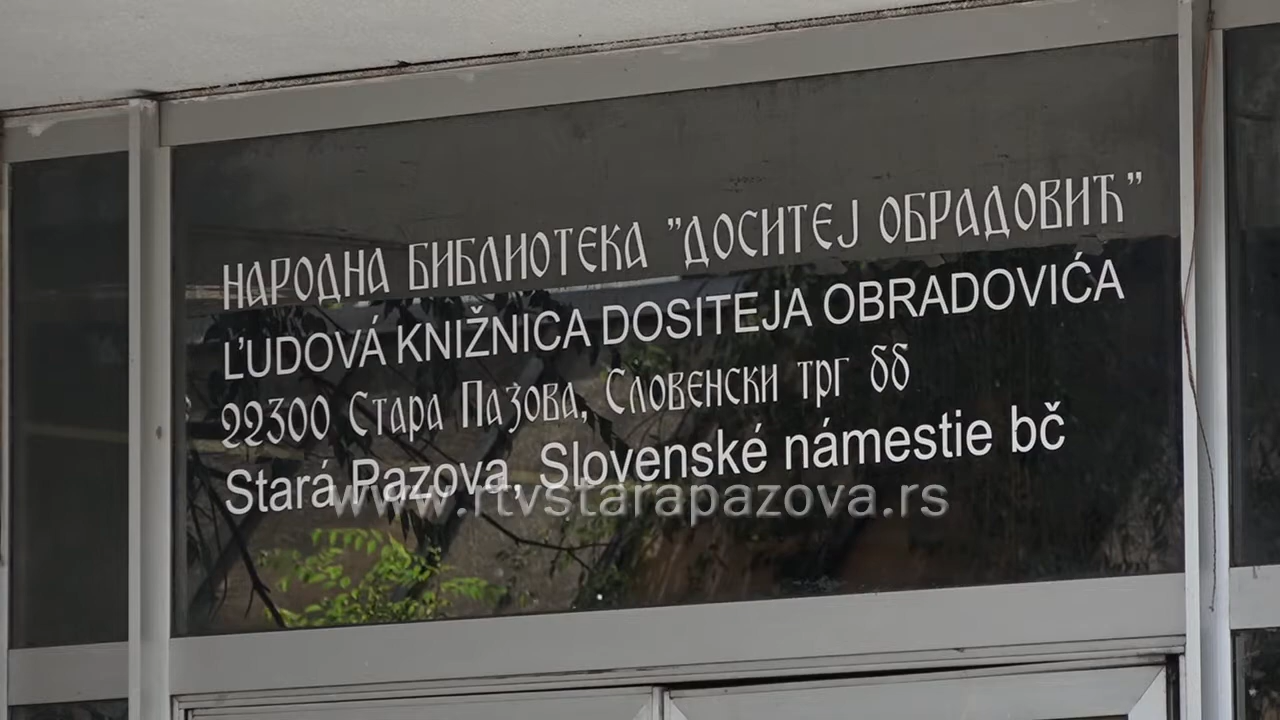 НАРОДНА БИБЛИОТЕКА "ДОСИТЕЈ ОБРАДОВИЋ"
ĽUDOVÁ KNIŽNICA DOSITEJA OBRADOVIĆA
22300 Стара Пазова, Словенски трг бб
Stará Pazova, Slovenské námestie bč
www.rtvstarapazova.rs